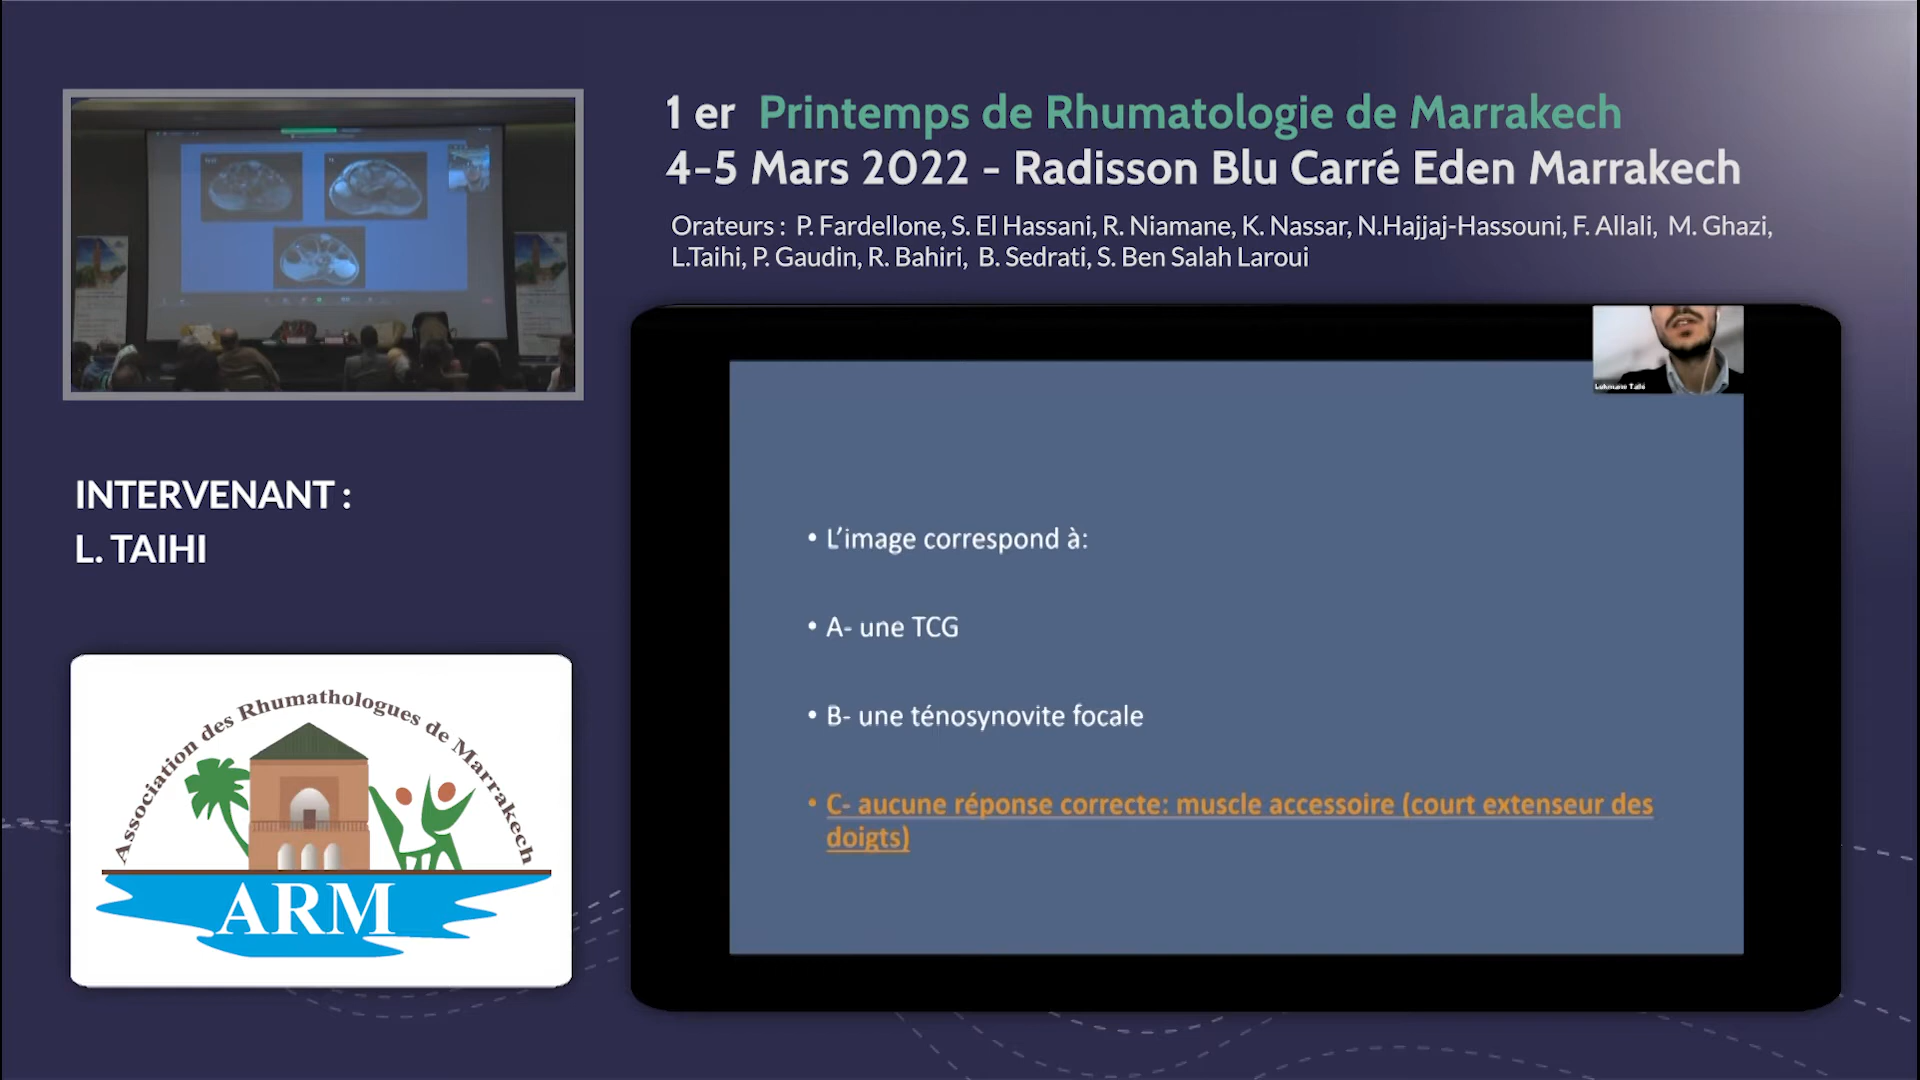 1 er Printemps de Rhumatologie de Marrakech
4-5 Mars 2022 - Radisson Blu Carré Eden Marrakech
Orateurs : P. Fardellone, S. El Hassani, R. Niamane, K. Nassar, N.Hajjaj-Hassouni, F. Allali, M. Ghazi,
L.Taihi, P. Gaudin, R. Bahiri, B. Sedrati, S. Ben Salah Laroui
INTERVENANT :
L. TAIHI
Association des Rhumathologues de Marrakech
ARM
• L'image correspond à:
• A- une TCG
• B- une ténosynovite focale
• C- aucune réponse correcte: muscle accessoire (court extenseur des
doigts)